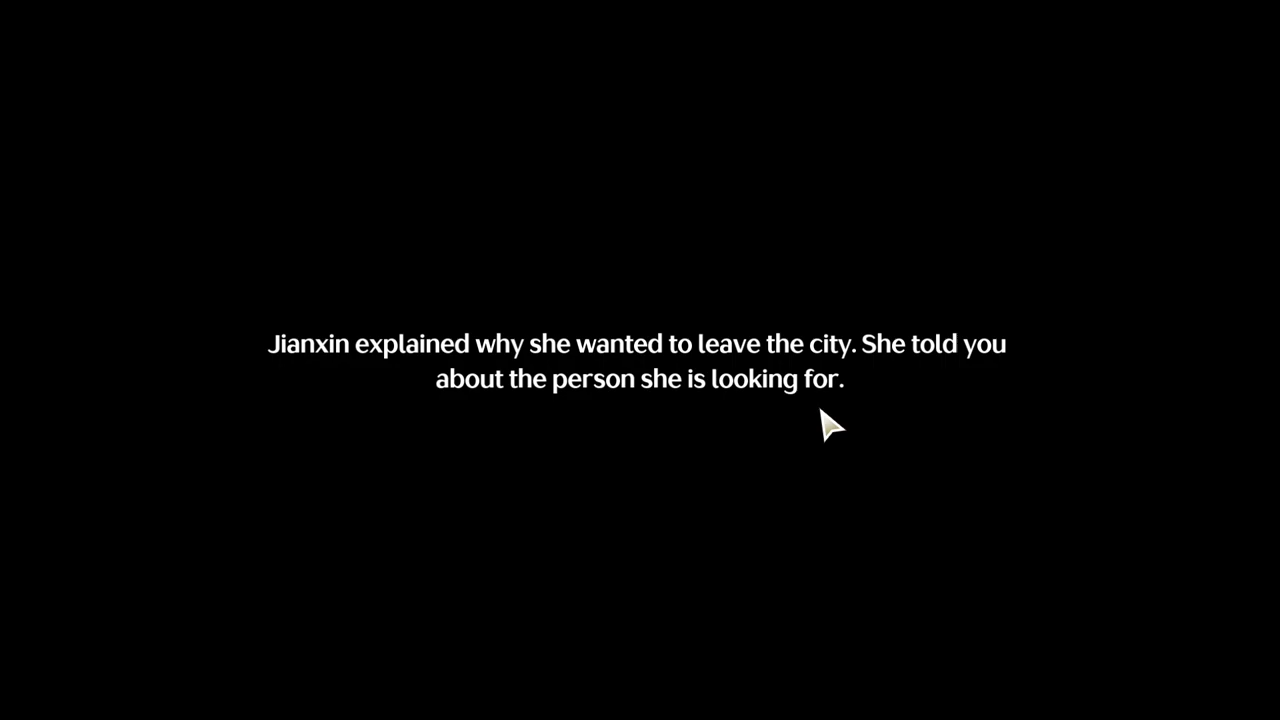 Jianxin explained why she wanted to leave the city. She told you
about the person she is looking for.